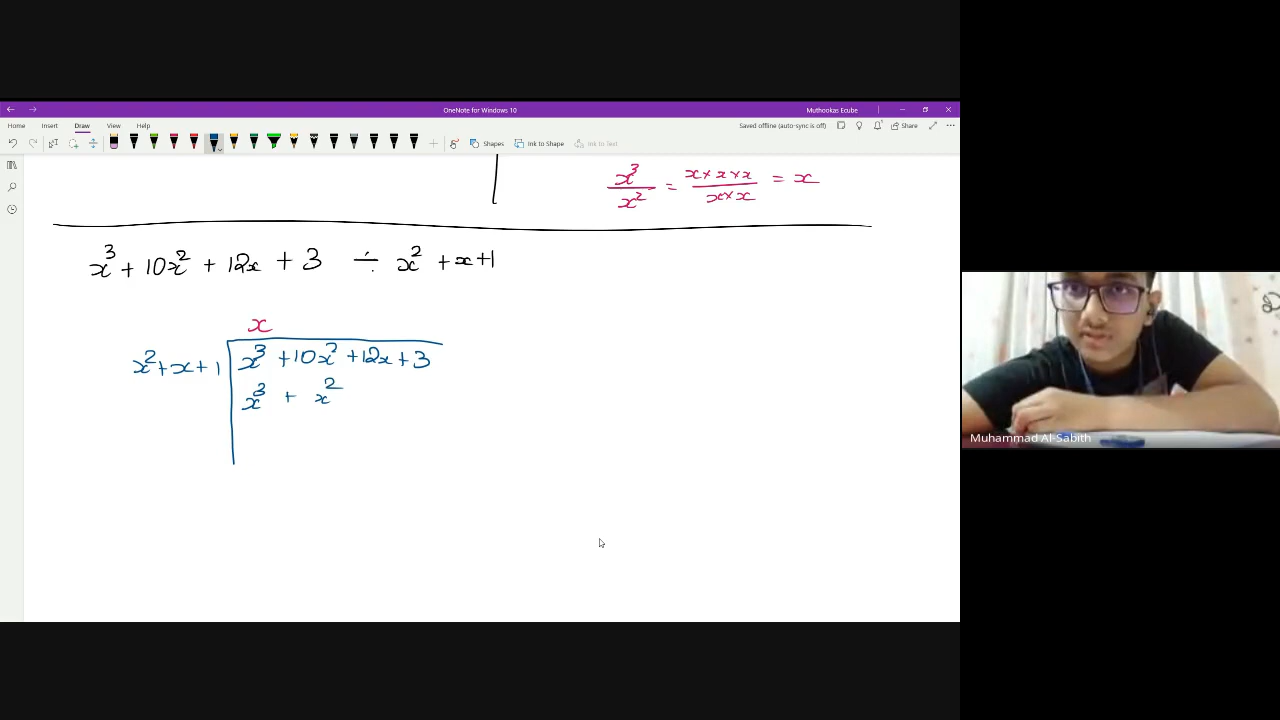 OneNote for Windows 10
Muthookas Ecube
Home Insert Draw View Help
Saved offline (auto-sync is off)
Share
Shapes Ink to Shape Ink to Text
x³/x² = x×x×x/x×x = x
x³ + 10x² + 12x + 3 ÷ x² + x + 1
x
x² + x + 1 x³ + 10x² + 12x + 3
x³ + x²
Muhammad Al-Sabith